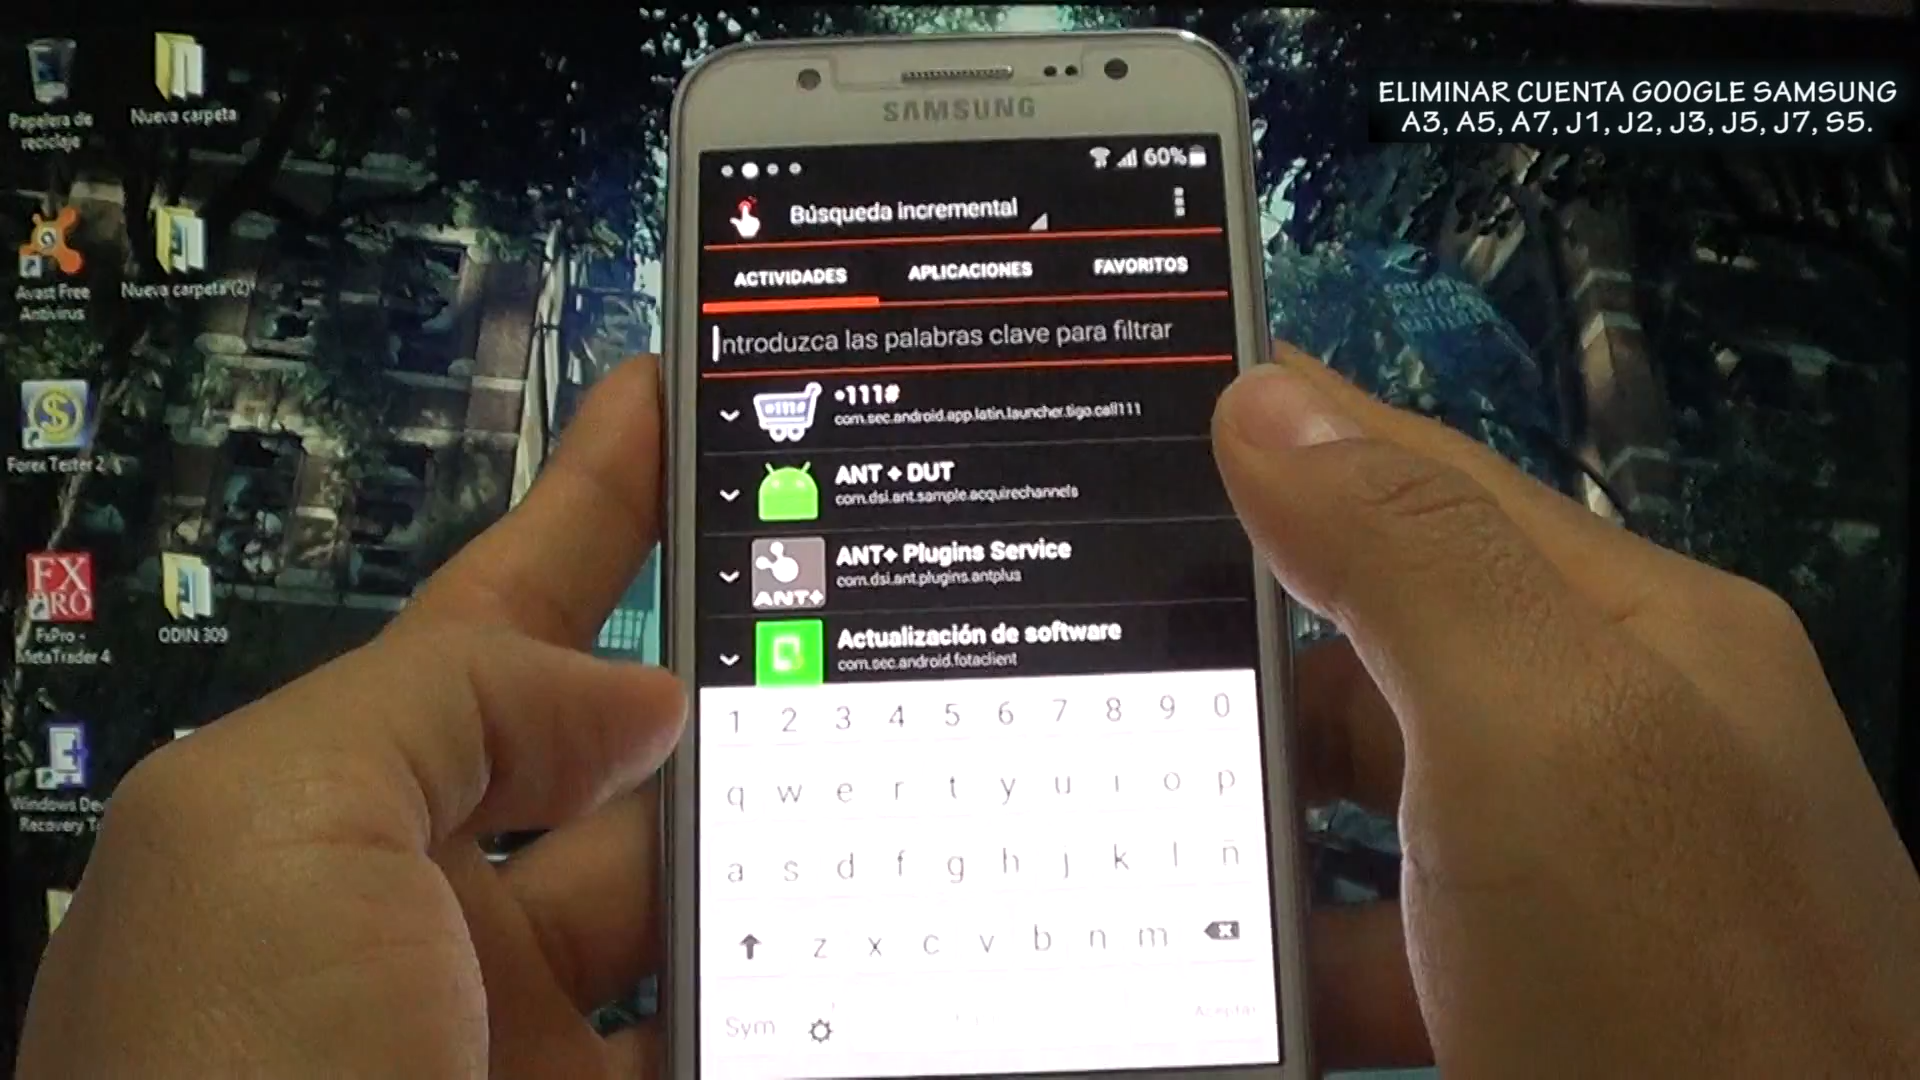 ELIMINAR CUENTA GOOGLE SAMSUNG
A3, A5, A7, J1, J2, J3, J5, J7, S5.
Papelera de
reciclaje
Nueva carpeta
Avast Free
Antivirus
Nueva carpeta (2)
Forex Tester 2
FX
PRO
FxPro -
MetaTrader 4
ODIN 309
Windows Dev
Recovery T
SAMSUNG
60%
Búsqueda incremental
ACTIVIDADES
APLICACIONES
FAVORITOS
Introduzca las palabras clave para filtrar
*111#
com.sec.android.app.latin.launcher.tigo.call111
ANT + DUT
com.dsi.ant.sample.acquirechannels
ANT+ Plugins Service
com.dsi.ant.plugins.antplus
ANT+
Actualización de software
com.sec.android.fotaclient
1 2 3 4 5 6 7 8 9 0
q w e r t y u i o p
a s d f g h j k l ñ
z x c v b n m
Sym
Aceptar